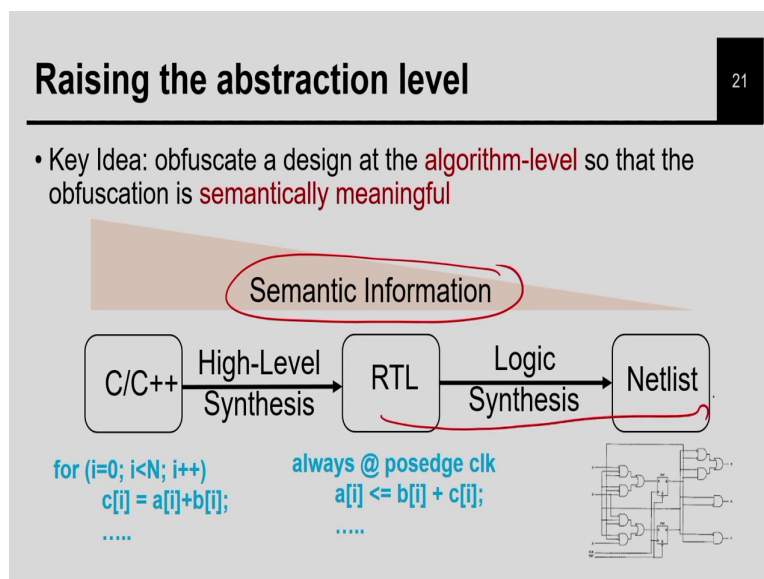 Raising the abstraction level
21
• Key Idea: obfuscate a design at the algorithm-level so that the
obfuscation is semantically meaningful
Semantic Information
C/C++
High-Level
Synthesis
RTL
Logic
Synthesis
Netlist
for (i=0; i<N; i++)
c[i] = a[i]+b[i];
.....
always @ posedge clk
a[i] <= b[i] + c[i];
.....